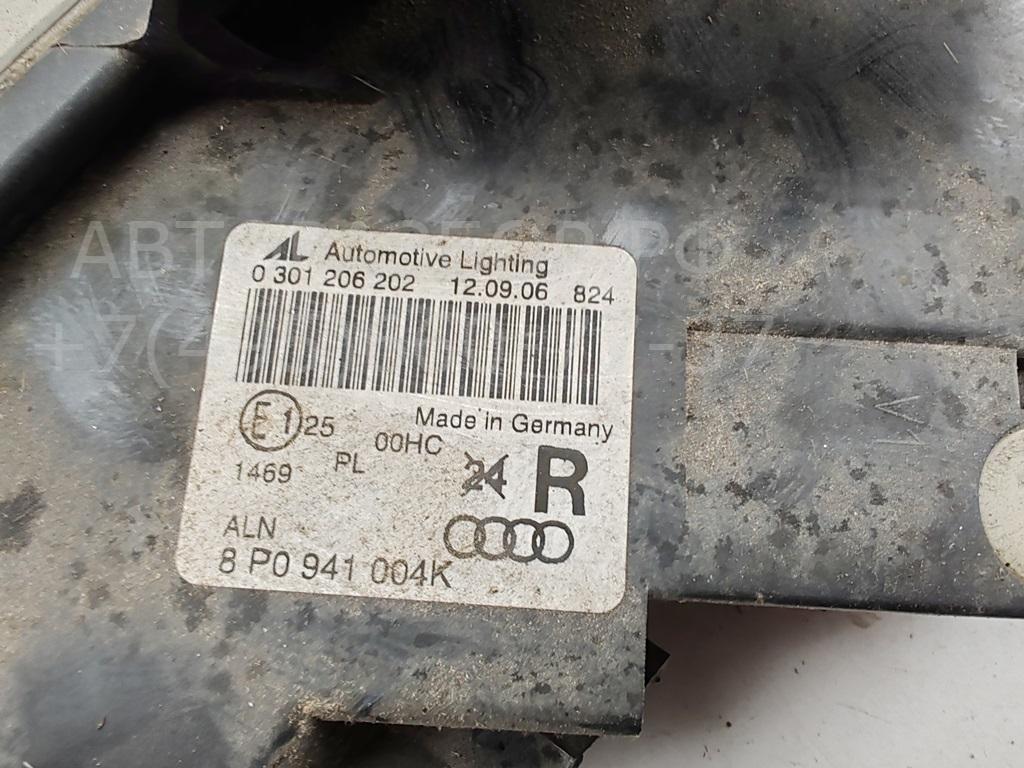 AL Automotive Lighting
0 301 206 202 12.09.06 824
E1 25
Made in Germany
00HC
1469 PL
24 R
ALN
8 P0 941 004K